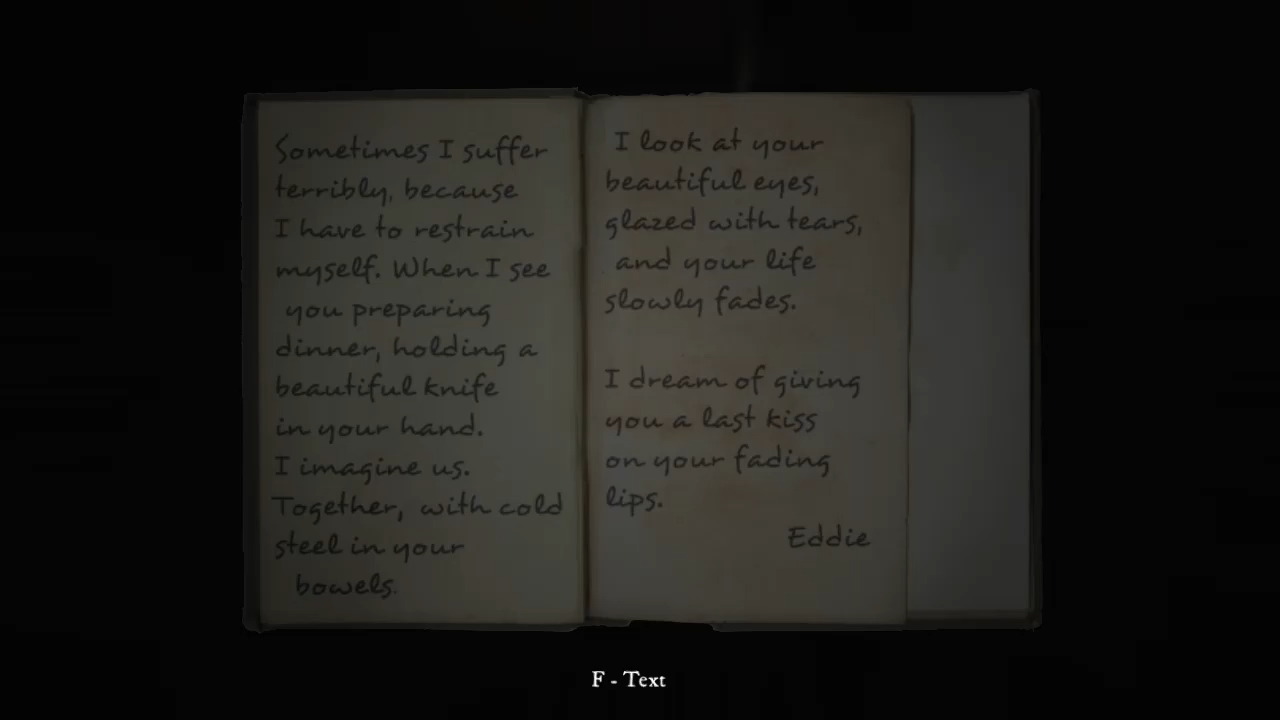 Sometimes I suffer
terribly, because
I have to restrain
myself. When I see
you preparing
dinner, holding a
beautiful knife
in your hand.
I imagine us.
Together, with cold
steel in your
bowels.
I look at your
beautiful eyes,
glazed with tears,
and your life
slowly fades.
I dream of giving
you a last kiss
on your fading
lips.
Eddie
F - Text